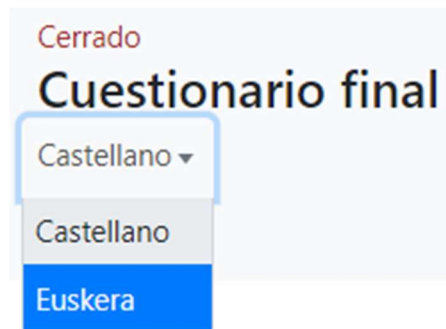 Cerrado
Cuestionario final
Castellano
Castellano
Euskera